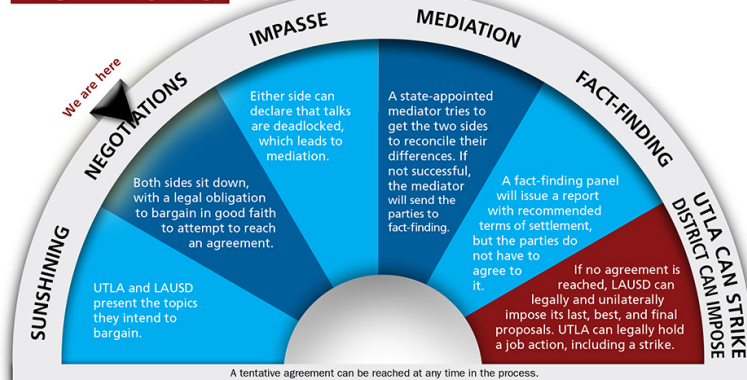 We are here
SUNSHINING
UTLA and LAUSD
present the topics
they intend to
bargain.
NEGOTIATIONS
Both sides sit down,
with a legal obligation
to bargain in good faith
to attempt to reach
an agreement.
IMPASSE
Either side can
declare that talks
are deadlocked,
which leads to
mediation.
MEDIATION
A state-appointed
mediator tries to
get the two sides
to reconcile their
differences. If
not successful,
the mediator
will send the
parties to
fact-finding.
FACT-FINDING
A fact-finding panel
will issue a report
with recommended
terms of settlement,
but the parties do
not have to
agree to
it.
UTLA CAN STRIKE
DISTRICT CAN IMPOSE
If no agreement is
reached, LAUSD can
legally and unilaterally
impose its last, best, and final
proposals. UTLA can legally hold
a job action, including a strike.
A tentative agreement can be reached at any time in the process.